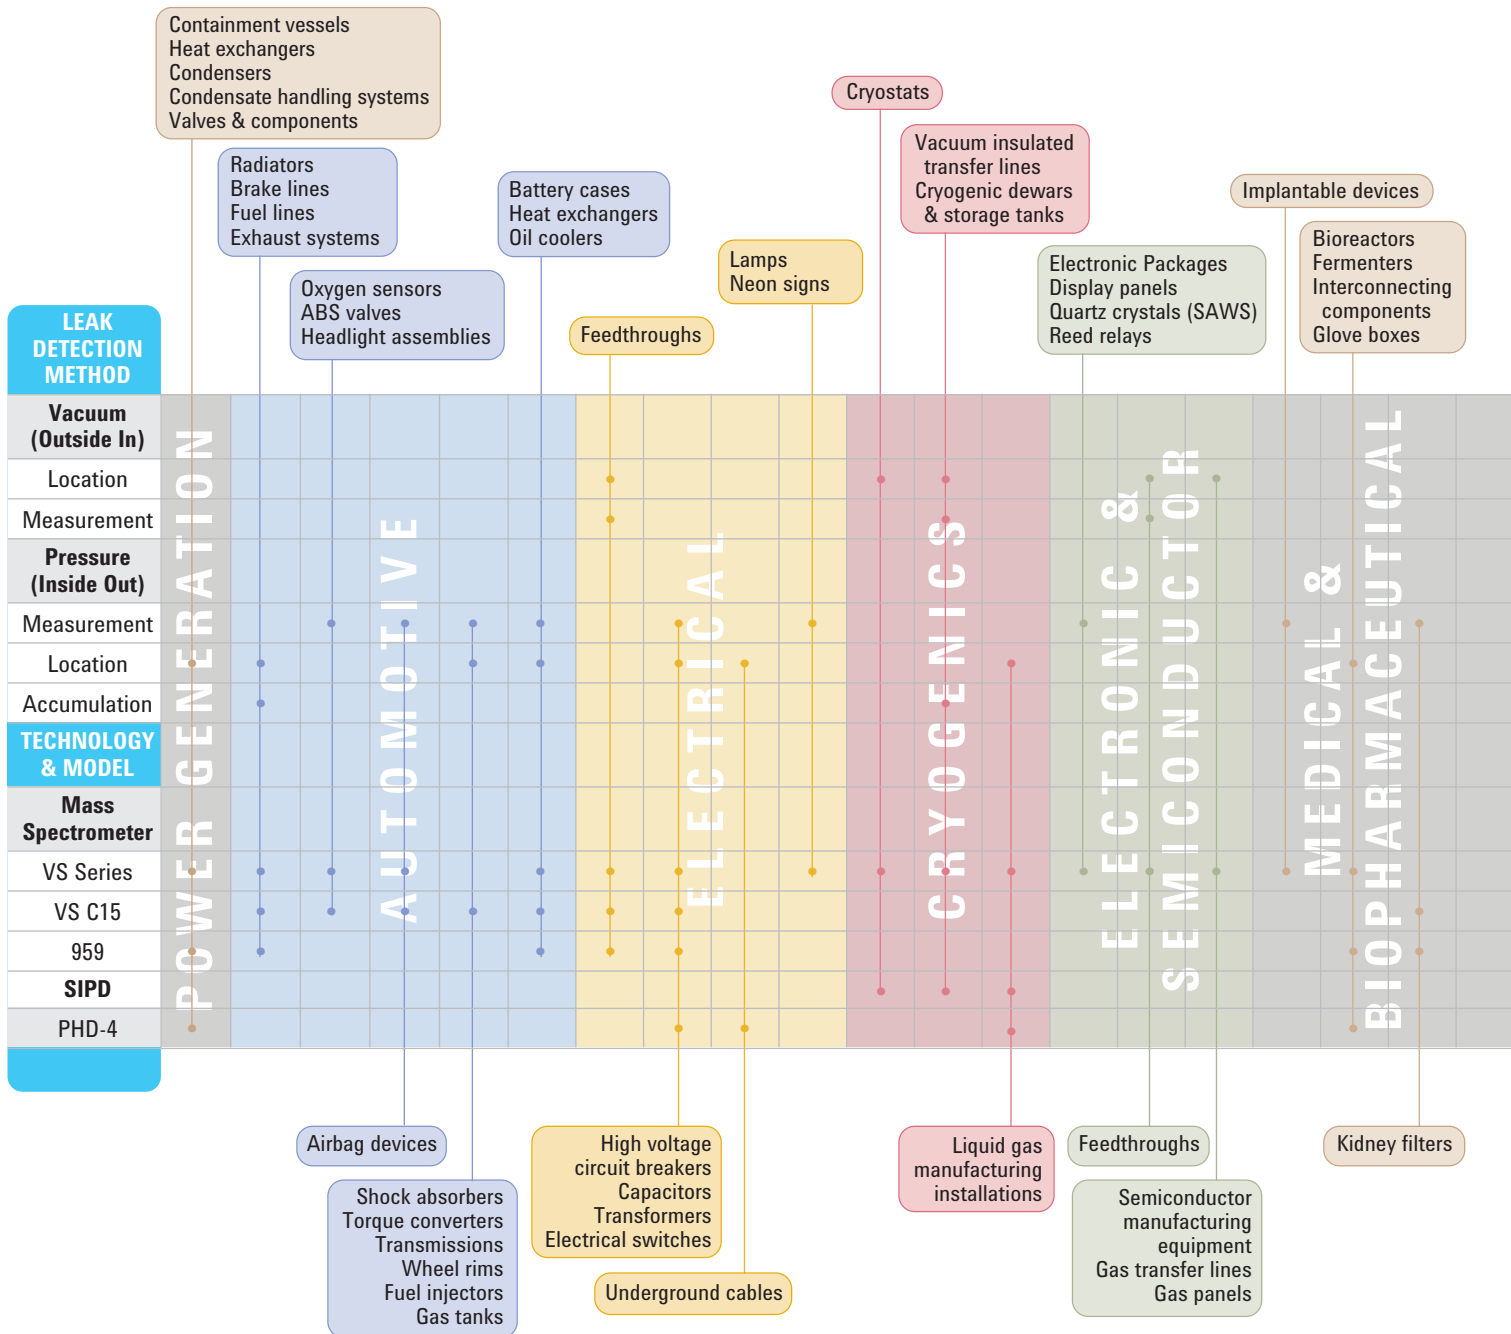 Containment vessels
Heat exchangers
Condensers
Condensate handling systems
Valves & components
Radiators
Brake lines
Fuel lines
Exhaust systems
Oxygen sensors
ABS valves
Headlight assemblies
Battery cases
Heat exchangers
Oil coolers
Feedthroughs
Lamps
Neon signs
Cryostats
Vacuum insulated
transfer lines
Cryogenic dewars
& storage tanks
Electronic Packages
Display panels
Quartz crystals (SAWS)
Reed relays
Implantable devices
Bioreactors
Fermenters
Interconnecting
components
Glove boxes
LEAK
DETECTION
METHOD
Vacuum
(Outside In)
Location
Measurement
Pressure
(Inside Out)
Measurement
Location
Accumulation
TECHNOLOGY
& MODEL
Mass
Spectrometer
VS Series
VS C15
959
SIPD
PHD-4
POWER GENERATION
AUTOMOTIVE
ELECTRICAL
CRYOGENICS
ELECTRONIC &
SEMICONDUCTOR
MEDICAL &
BIOPHARMACEUTICAL
Airbag devices
Shock absorbers
Torque converters
Transmissions
Wheel rims
Fuel injectors
Gas tanks
High voltage
circuit breakers
Capacitors
Transformers
Electrical switches
Underground cables
Liquid gas
manufacturing
installations
Feedthroughs
Semiconductor
manufacturing
equipment
Gas transfer lines
Gas panels
Kidney filters